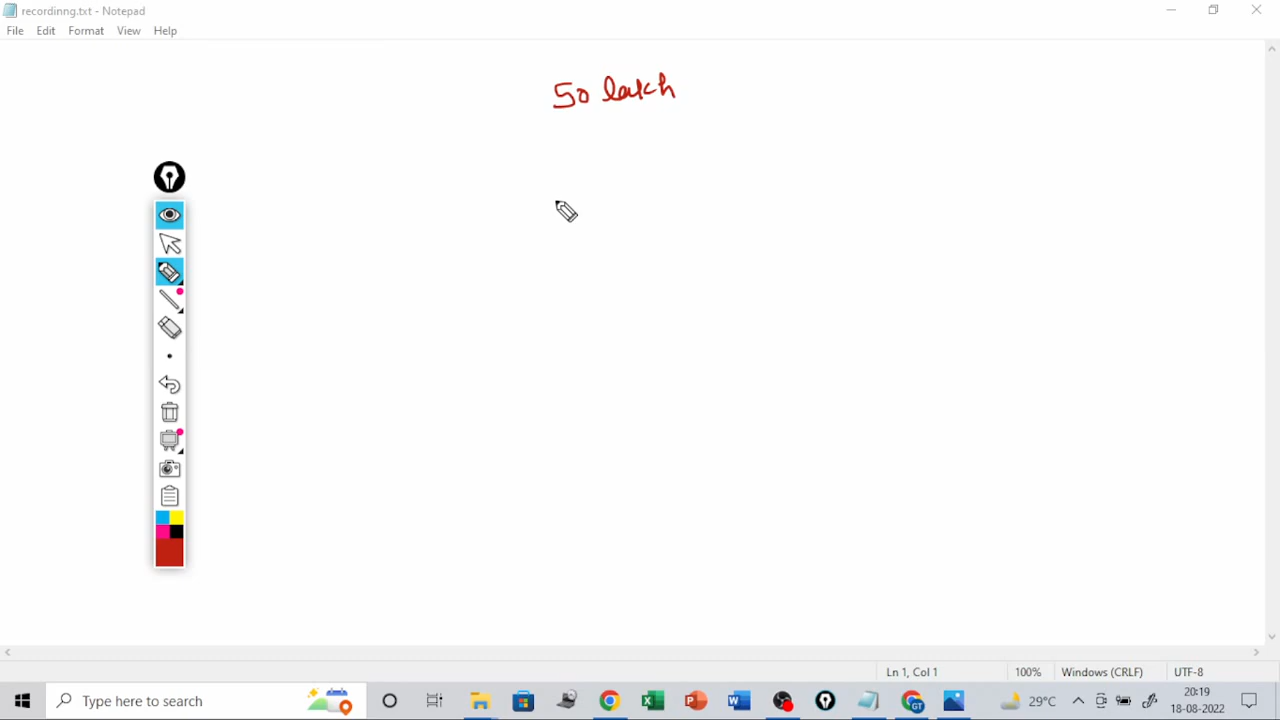 recordinng.txt - Notepad
File Edit Format View Help
50 lakh
Ln 1, Col 1 100% Windows (CRLF) UTF-8
Type here to search
29°C
20:19
18-08-2022